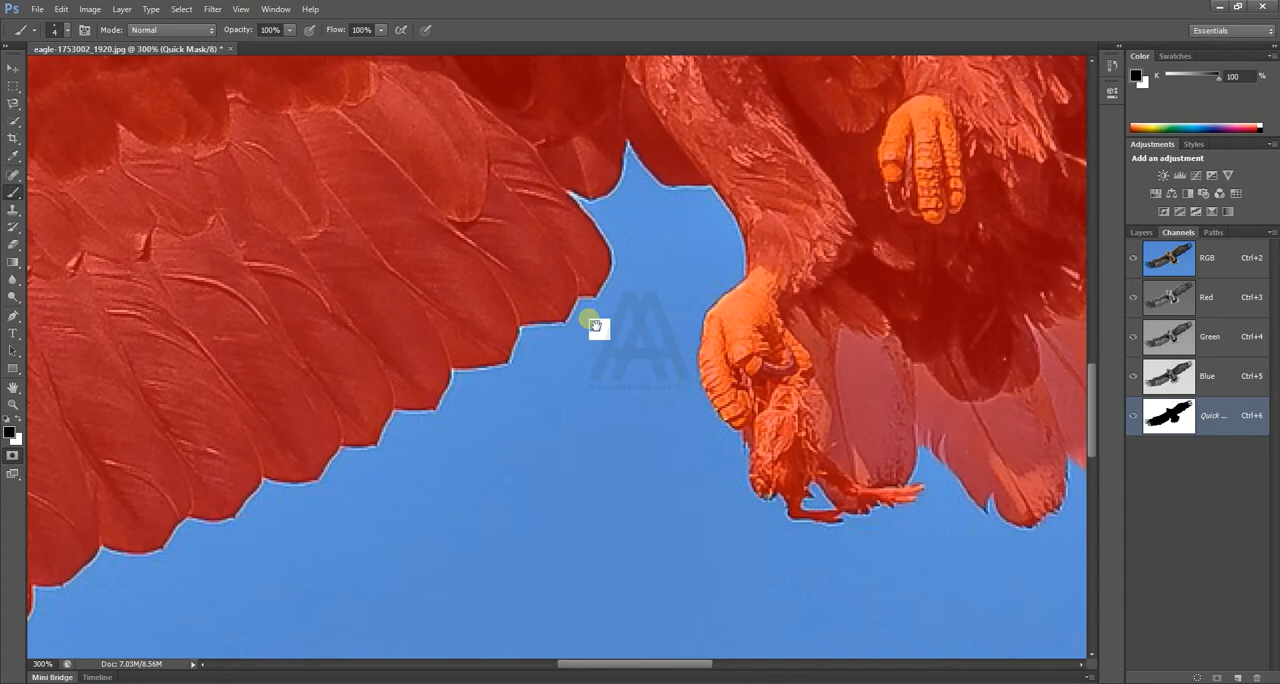 Ps File Edit Image Layer Type Select Filter View Window Help
4 Mode: Normal Opacity: 100% Flow: 100% Essentials
eagle-1753002_1920.jpg @ 300% (Quick Mask/8) * ×
Color Swatches
K 100 %
Adjustments Styles
Add an adjustment
Layers Channels Paths
RGB Ctrl+2
Red Ctrl+3
Green Ctrl+4
Blue Ctrl+5
Quick ... Ctrl+6
T
300% Doc: 7.03M/8.56M
Mini Bridge Timeline